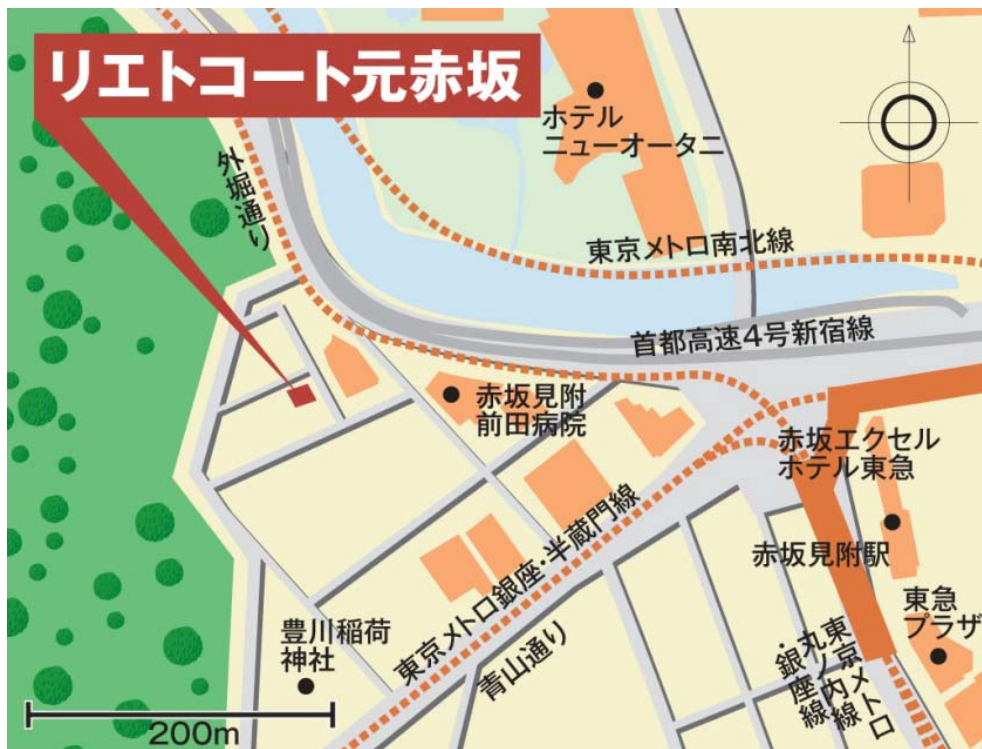 リエトコート元赤坂
ホテル
ニューオータニ
外堀通り
東京メトロ南北線
首都高速4号新宿線
赤坂見附
前田病院
赤坂エクセル
ホテル東急
東京メトロ銀座・半蔵門線
赤坂見附駅
豊川稲荷
神社
青山通り
東急
プラザ
東京メトロ
丸ノ内線
・銀座線
200m